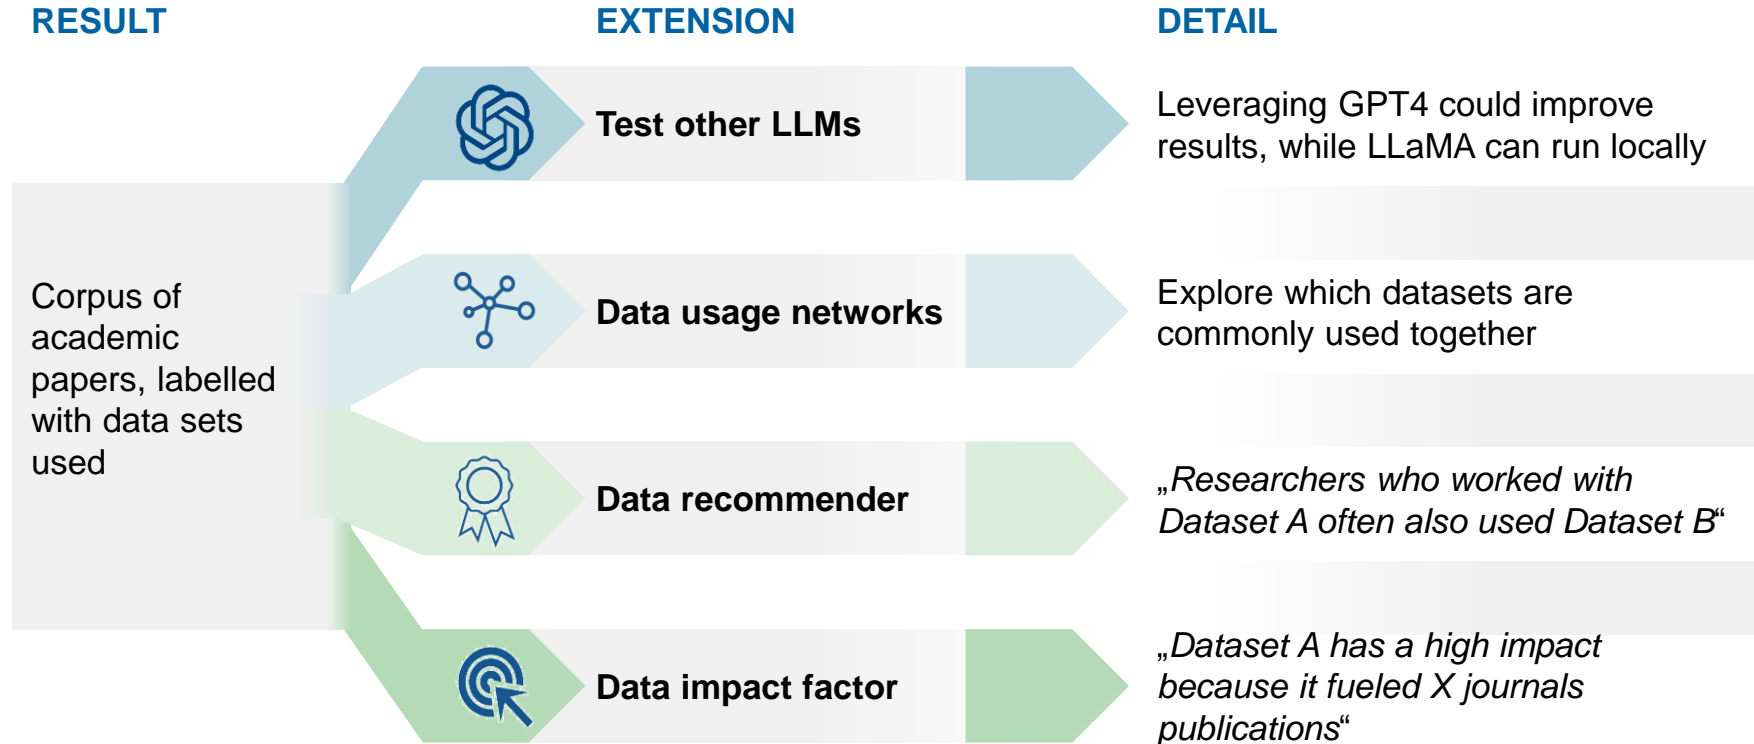 RESULT
EXTENSION
DETAIL
Corpus of
academic
papers, labelled
with data sets
used
Test other LLMs
Leveraging GPT4 could improve
results, while LLaMA can run locally
Data usage networks
Explore which datasets are
commonly used together
Data recommender
„Researchers who worked with
Dataset A often also used Dataset B“
Data impact factor
„Dataset A has a high impact
because it fueled X journals
publications“